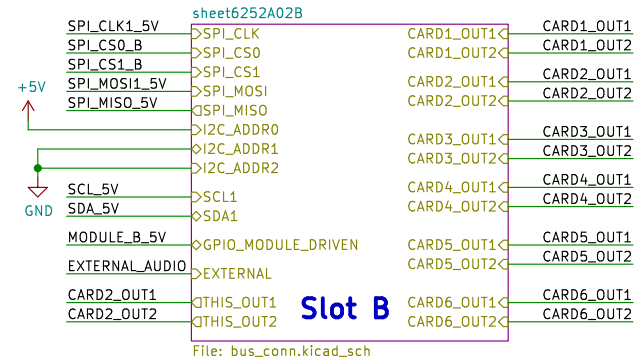 sheet6252A02B
SPI_CLK1_5V
SPI_CLK
CARD1_OUT1
CARD1_OUT1
SPI_CS0_B
SPI_CS0
CARD1_OUT2
CARD1_OUT2
SPI_CS1_B
SPI_CS1
CARD2_OUT1
CARD2_OUT1
+5V
SPI_MOSI1_5V
SPI_MOSI
CARD2_OUT2
CARD2_OUT2
SPI_MISO_5V
SPI_MISO
I2C_ADDR0
CARD3_OUT1
CARD3_OUT1
I2C_ADDR1
CARD3_OUT2
CARD3_OUT2
I2C_ADDR2
CARD4_OUT1
CARD4_OUT1
SCL_5V
SCL1
CARD4_OUT2
CARD4_OUT2
GND
SDA_5V
SDA1
MODULE_B_5V
GPIO_MODULE_DRIVEN
CARD5_OUT1
CARD5_OUT1
CARD5_OUT2
CARD5_OUT2
EXTERNAL_AUDIO
EXTERNAL
CARD2_OUT1
THIS_OUT1
CARD6_OUT1
CARD6_OUT1
Slot B
CARD2_OUT2
THIS_OUT2
CARD6_OUT2
CARD6_OUT2
File: bus_conn.kicad_sch